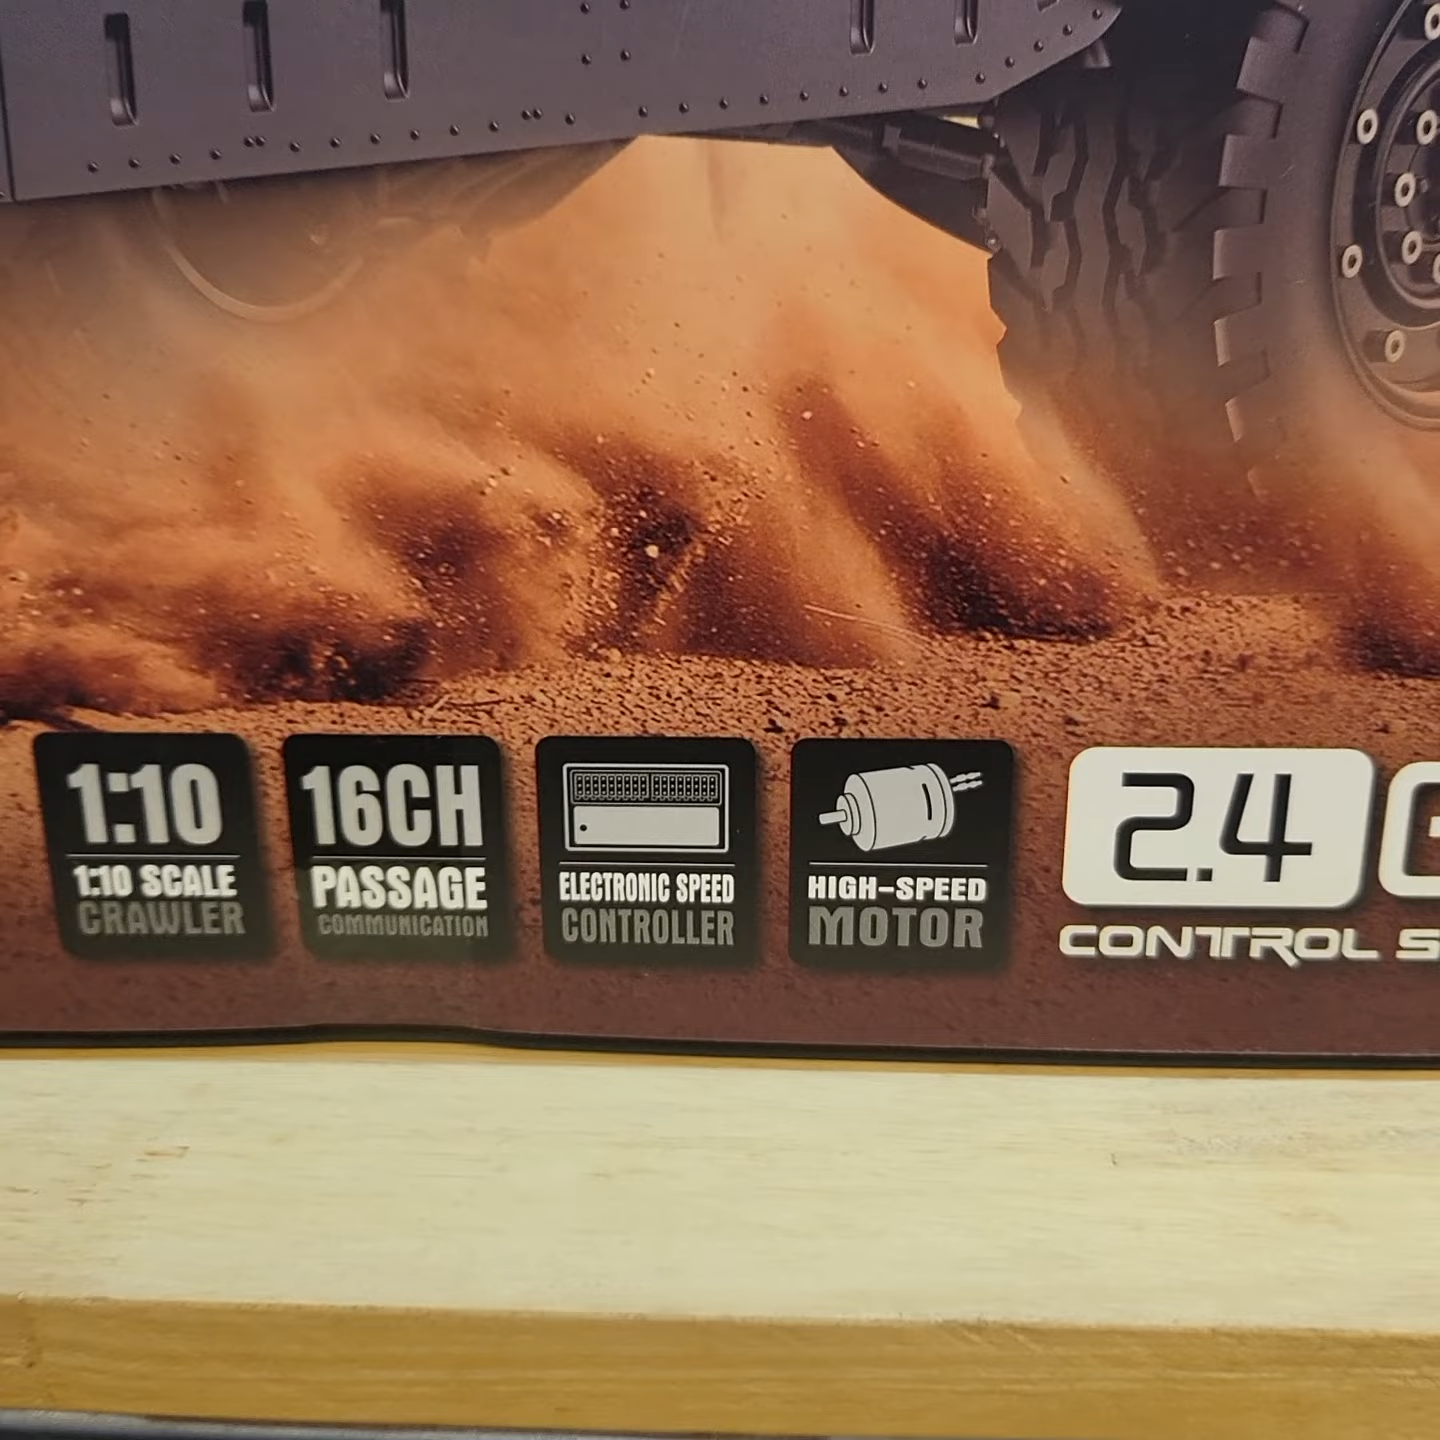 1:10
1:10 SCALE
CRAWLER
16CH
PASSAGE
COMMUNICATION
ELECTRONIC SPEED
CONTROLLER
HIGH-SPEED
MOTOR
2.4
CONTROL